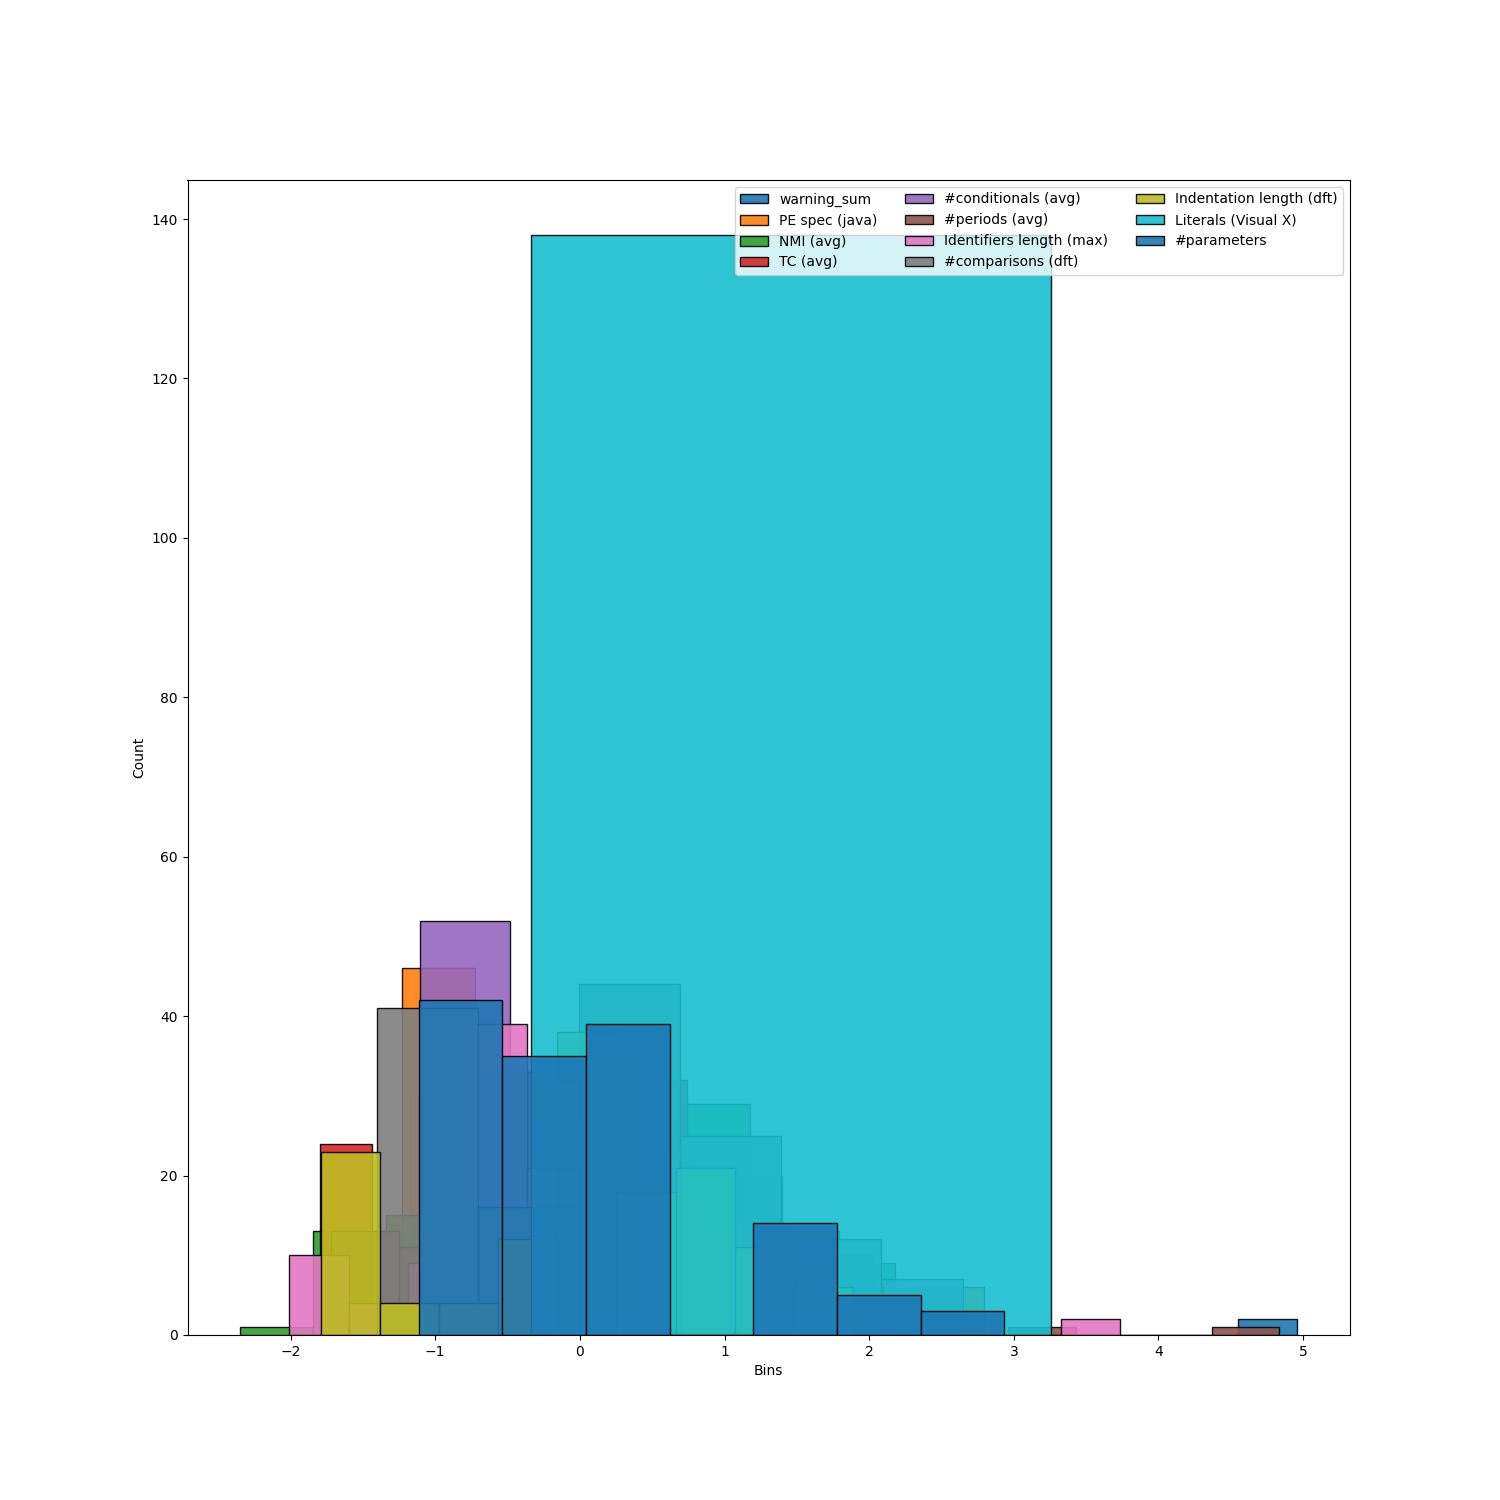 warning_sum
PE spec (java)
NMI (avg)
TC (avg)
#conditionals (avg)
#periods (avg)
Identifiers length (max)
#comparisons (dft)
Indentation length (dft)
Literals (Visual X)
#parameters
140
120
100
80
60
40
20
0
Count
−2 −1 0 1 2 3 4 5
Bins